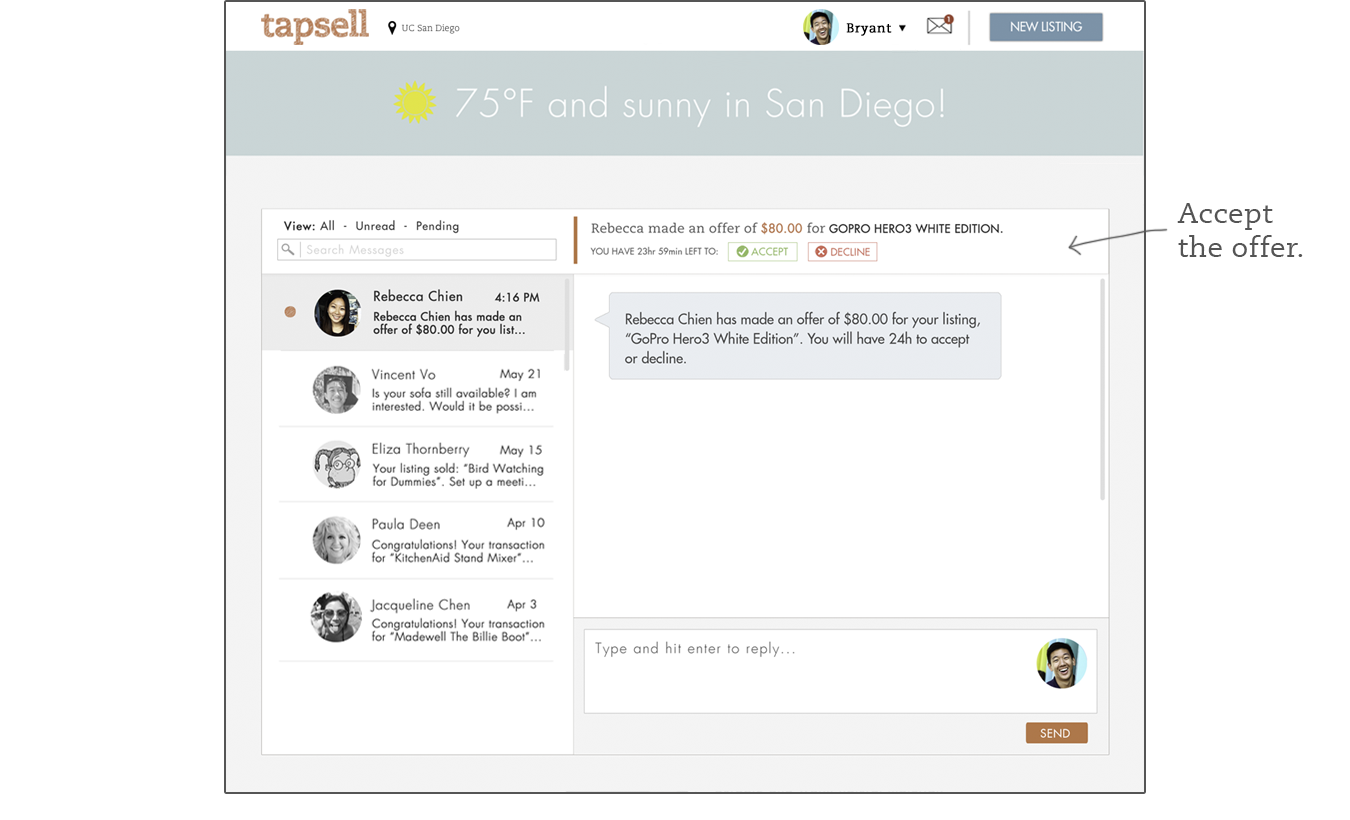 tapsell
UC San Diego
Bryant ▼
1
NEW LISTING
75°F and sunny in San Diego!
View: All - Unread - Pending
Search Messages
Rebecca made an offer of $80.00 for GOPRO HERO3 WHITE EDITION.
YOU HAVE 23hr 59min LEFT TO: ACCEPT DECLINE
Accept
the offer.
Rebecca Chien 4:16 PM
Rebecca Chien has made an
offer of $80.00 for you list...
Vincent Vo May 21
Is your sofa still available? I am
interested. Would it be possi...
Eliza Thornberry May 15
Your listing sold: “Bird Watching
for Dummies”. Set up a meeti...
Paula Deen Apr 10
Congratulations! Your transaction
for “KitchenAid Stand Mixer”...
Jacqueline Chen Apr 3
Congratulations! Your transaction
for “Madewell The Billie Boot”...
Rebecca Chien has made an offer of $80.00 for your listing,
“GoPro Hero3 White Edition”. You will have 24h to accept
or decline.
Type and hit enter to reply...
SEND